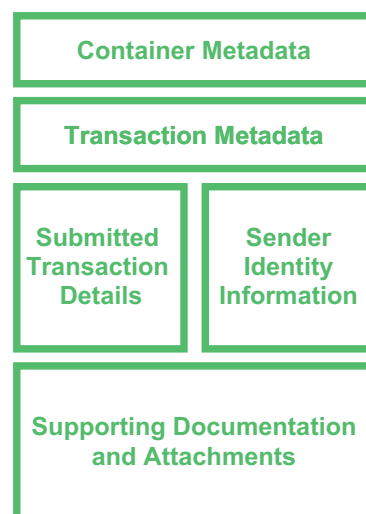 Container Metadata
Transaction Metadata
Submitted
Transaction
Details
Sender
Identity
Information
Supporting Documentation
and Attachments